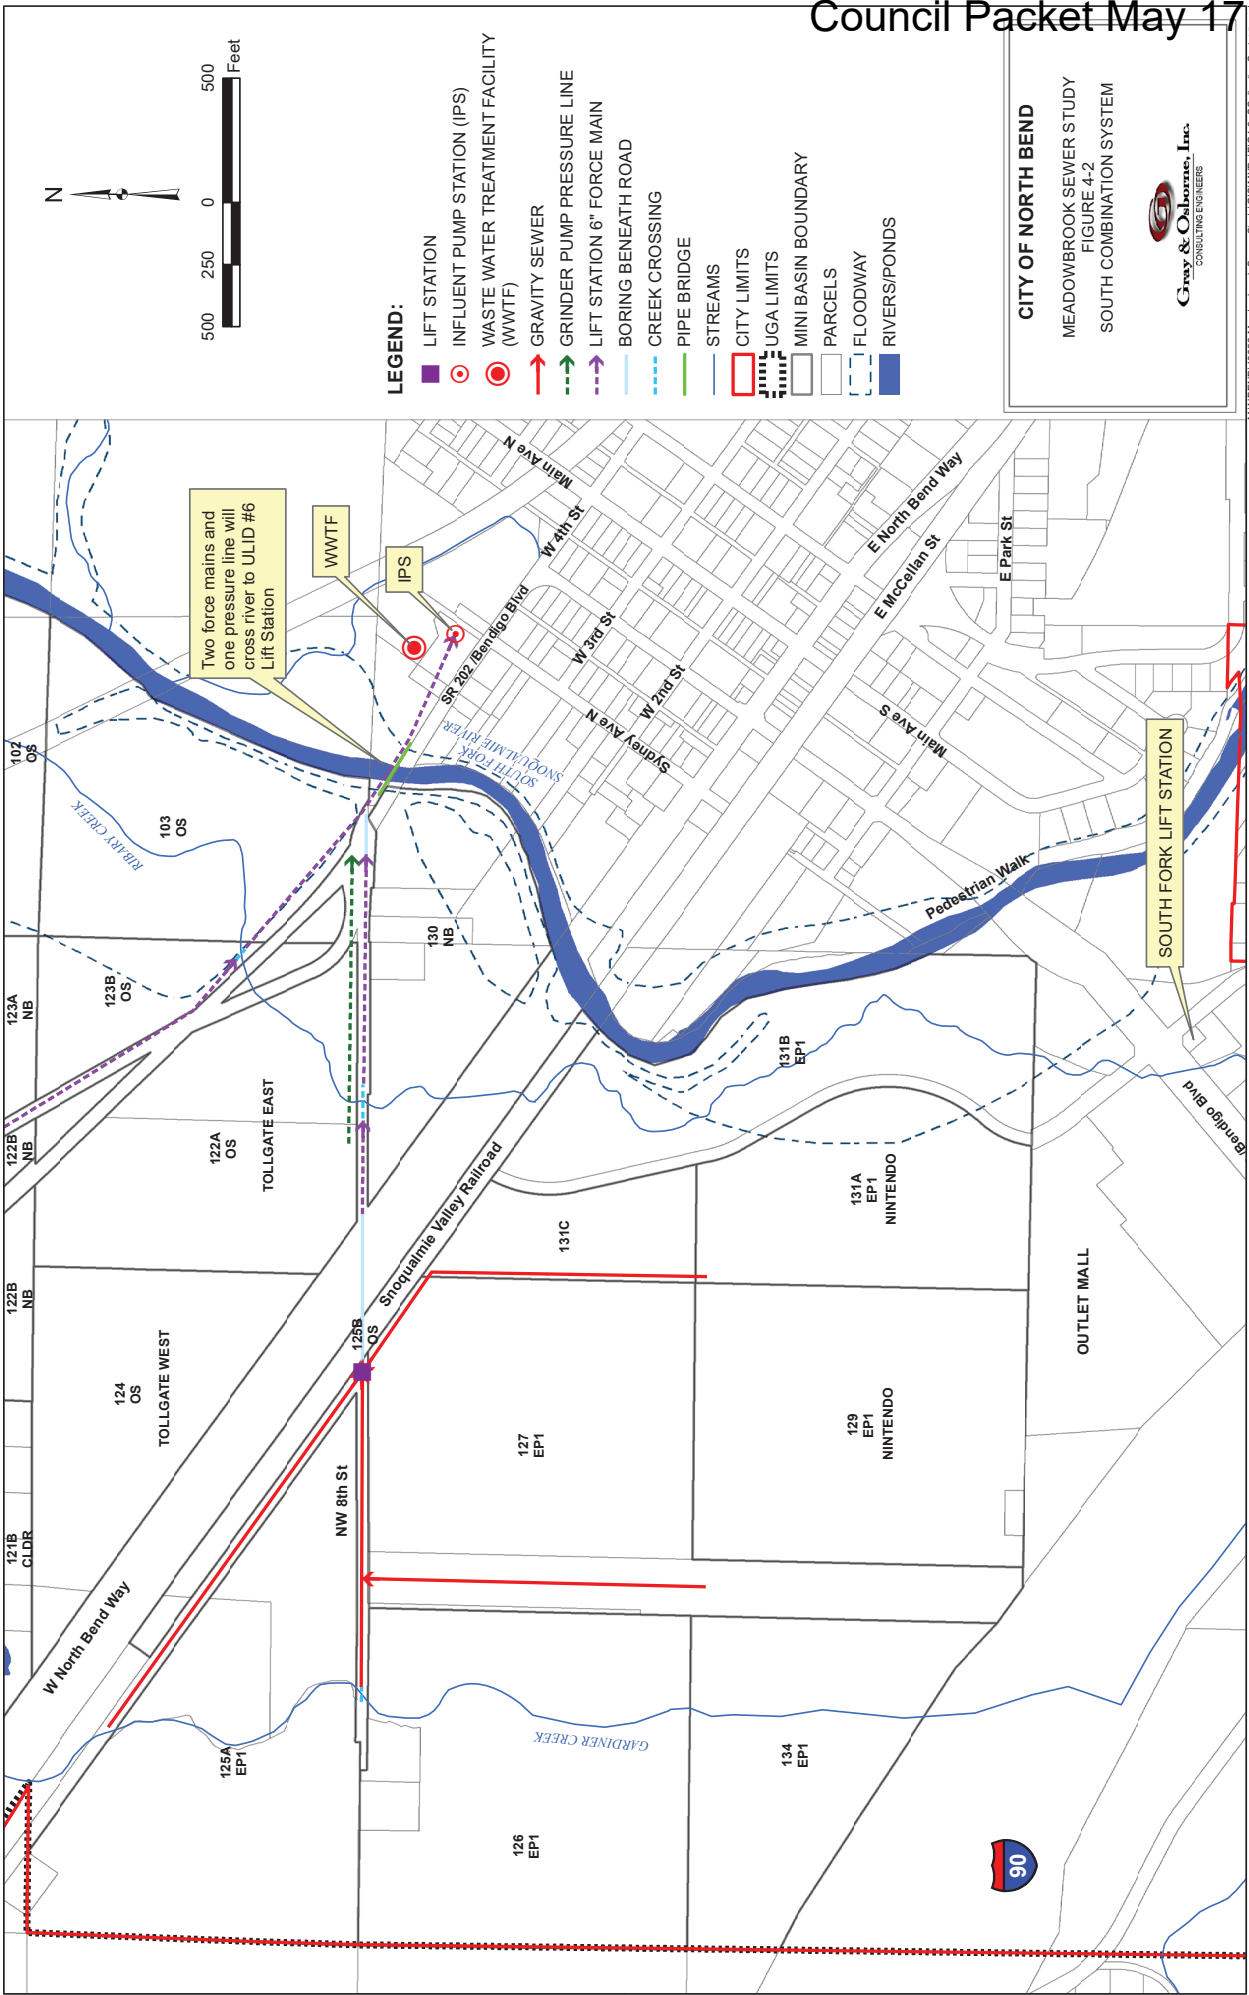 Council Packet May 17
N
500
250
0
500
Feet
LEGEND:
LIFT STATION
INFLUENT PUMP STATION (IPS)
WASTE WATER TREATMENT FACILITY
(WWTF)
GRAVITY SEWER
GRINDER PUMP PRESSURE LINE
LIFT STATION 6" FORCE MAIN
BORING BENEATH ROAD
CREEK CROSSING
PIPE BRIDGE
STREAMS
CITY LIMITS
UGA LIMITS
MINI BASIN BOUNDARY
PARCELS
FLOODWAY
RIVERS/PONDS
CITY OF NORTH BEND
MEADOWBROOK SEWER STUDY
FIGURE 4-2
SOUTH COMBINATION SYSTEM
G
Gray & Osborne, Inc.
CONSULTING ENGINEERS
Two force mains and
one pressure line will
cross river to ULID #6
Lift Station
WWTF
IPS
SOUTH FORK LIFT STATION
121B
CLDR
122B
NB
122B
NB
123A
NB
102
OS
W North Bend Way
124
OS
TOLLGATE WEST
122A
OS
TOLLGATE EAST
123B
OS
103
OS
RIBARY CREEK
SOUTH FORK
SNOQUALMIE RIVER
SR 202 /Bendigo Blvd
W 4th St
Main Ave N
W 3rd St
W 2nd St
Sydney Ave N
E North Bend Way
E McCellan St
E Park St
Main Ave S
Pedestrian Walk
130
NB
125A
EP1
NW 8th St
125B
OS
Snoqualmie Valley Railroad
131C
131B
EP1
127
EP1
126
EP1
GARDINER CREEK
134
EP1
129
EP1
NINTENDO
131A
EP1
NINTENDO
OUTLET MALL
/Bendigo Blvd
90